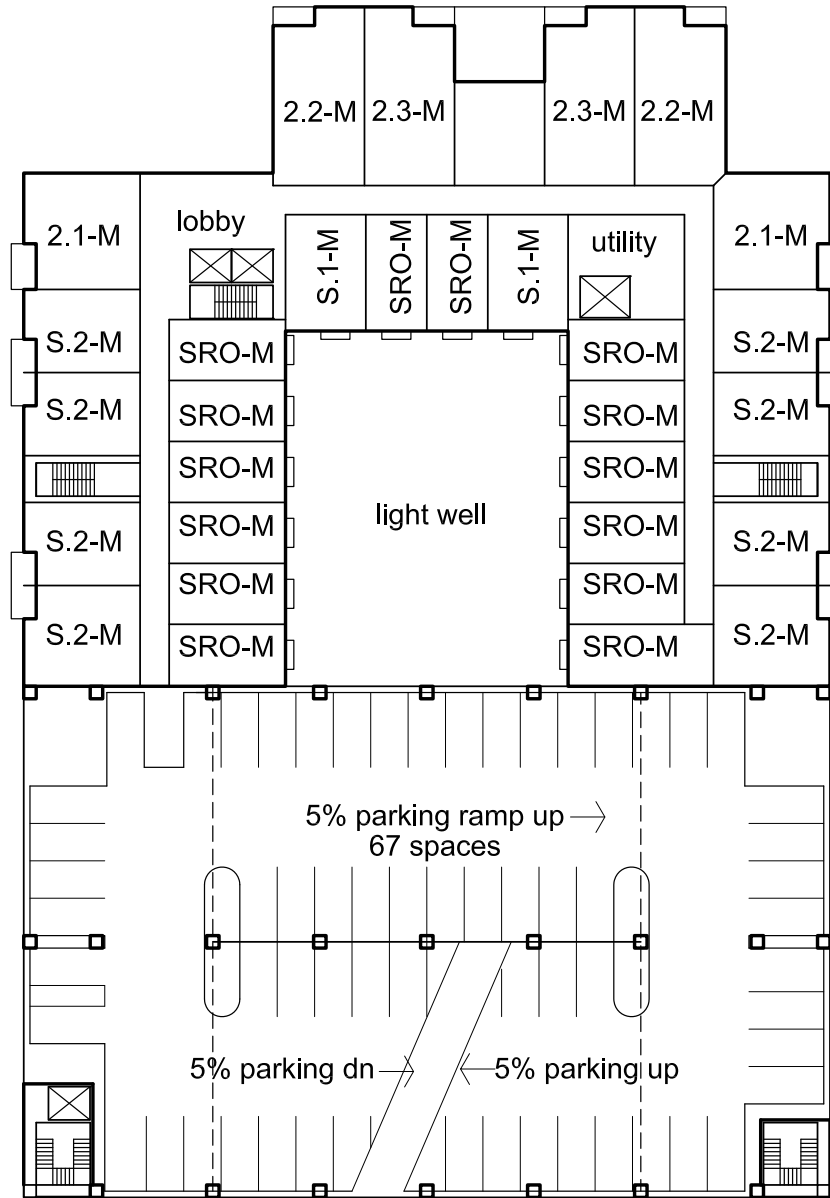 2.2-M 2.3-M 2.3-M 2.2-M
2.1-M lobby S.1-M SRO-M SRO-M S.1-M utility 2.1-M
S.2-M SRO-M SRO-M S.2-M
S.2-M SRO-M SRO-M S.2-M
SRO-M SRO-M
light well
S.2-M SRO-M SRO-M S.2-M
SRO-M SRO-M
S.2-M SRO-M SRO-M S.2-M
5% parking ramp up
67 spaces
5% parking dn 5% parking up